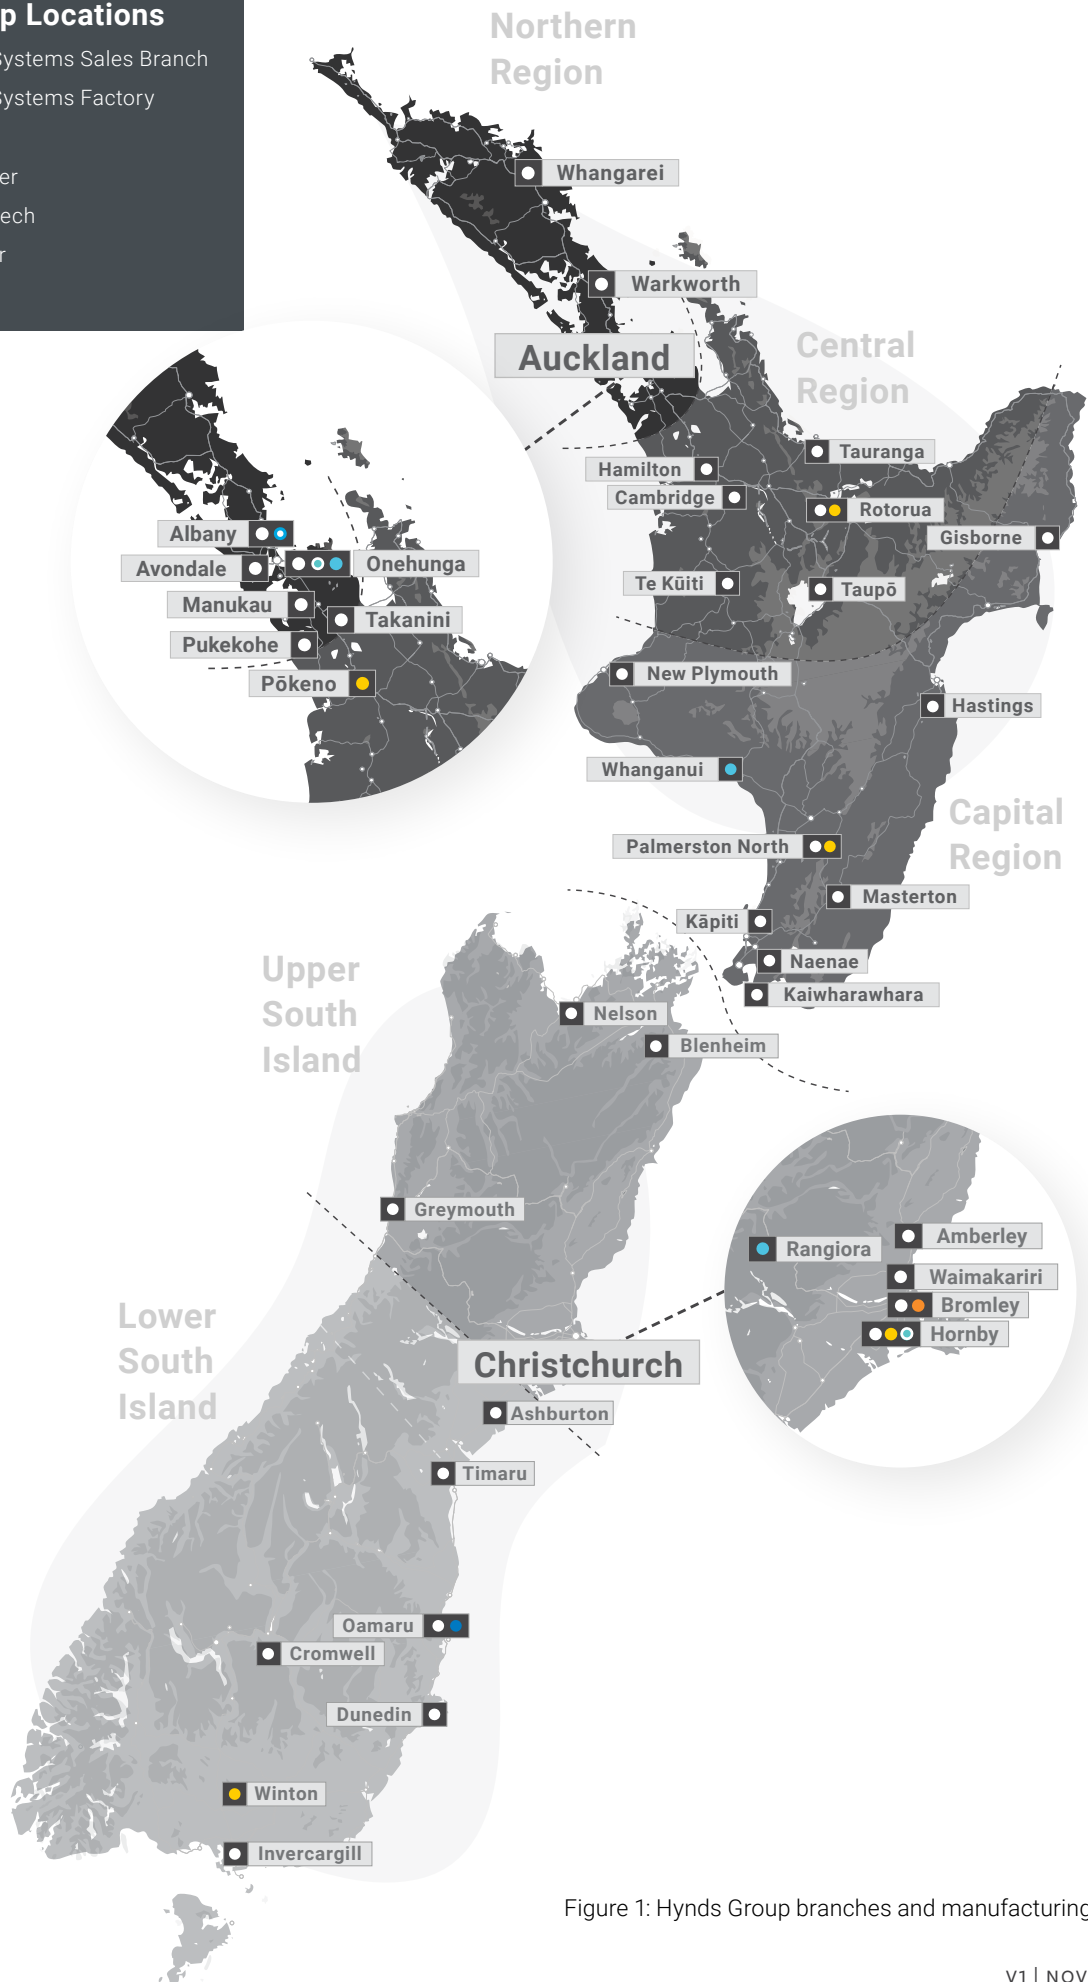 p Locations
Systems Sales Branch
Systems Factory
er
ech
r
Northern
Region
Whangarei
Warkworth
Auckland
Central
Region
Tauranga
Hamilton
Cambridge
Rotorua
Gisborne
Te Kūiti
Taupō
Albany
Avondale
Onehunga
Manukau
Takanini
Pukekohe
Pōkeno
New Plymouth
Hastings
Whanganui
Capital
Region
Palmerston North
Masterton
Kāpiti
Naenae
Kaiwharawhara
Upper
South
Island
Nelson
Blenheim
Greymouth
Rangiora
Amberley
Waimakariri
Bromley
Hornby
Lower
South
Island
Christchurch
Ashburton
Timaru
Oamaru
Cromwell
Dunedin
Winton
Invercargill
Figure 1: Hynds Group branches and manufacturing
V1 | NOV